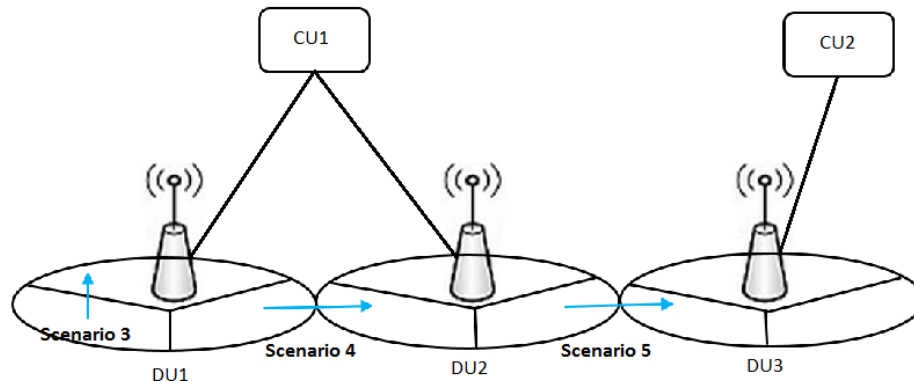 CU1
CU2
Scenario 3
Scenario 4
Scenario 5
DU1
DU2
DU3